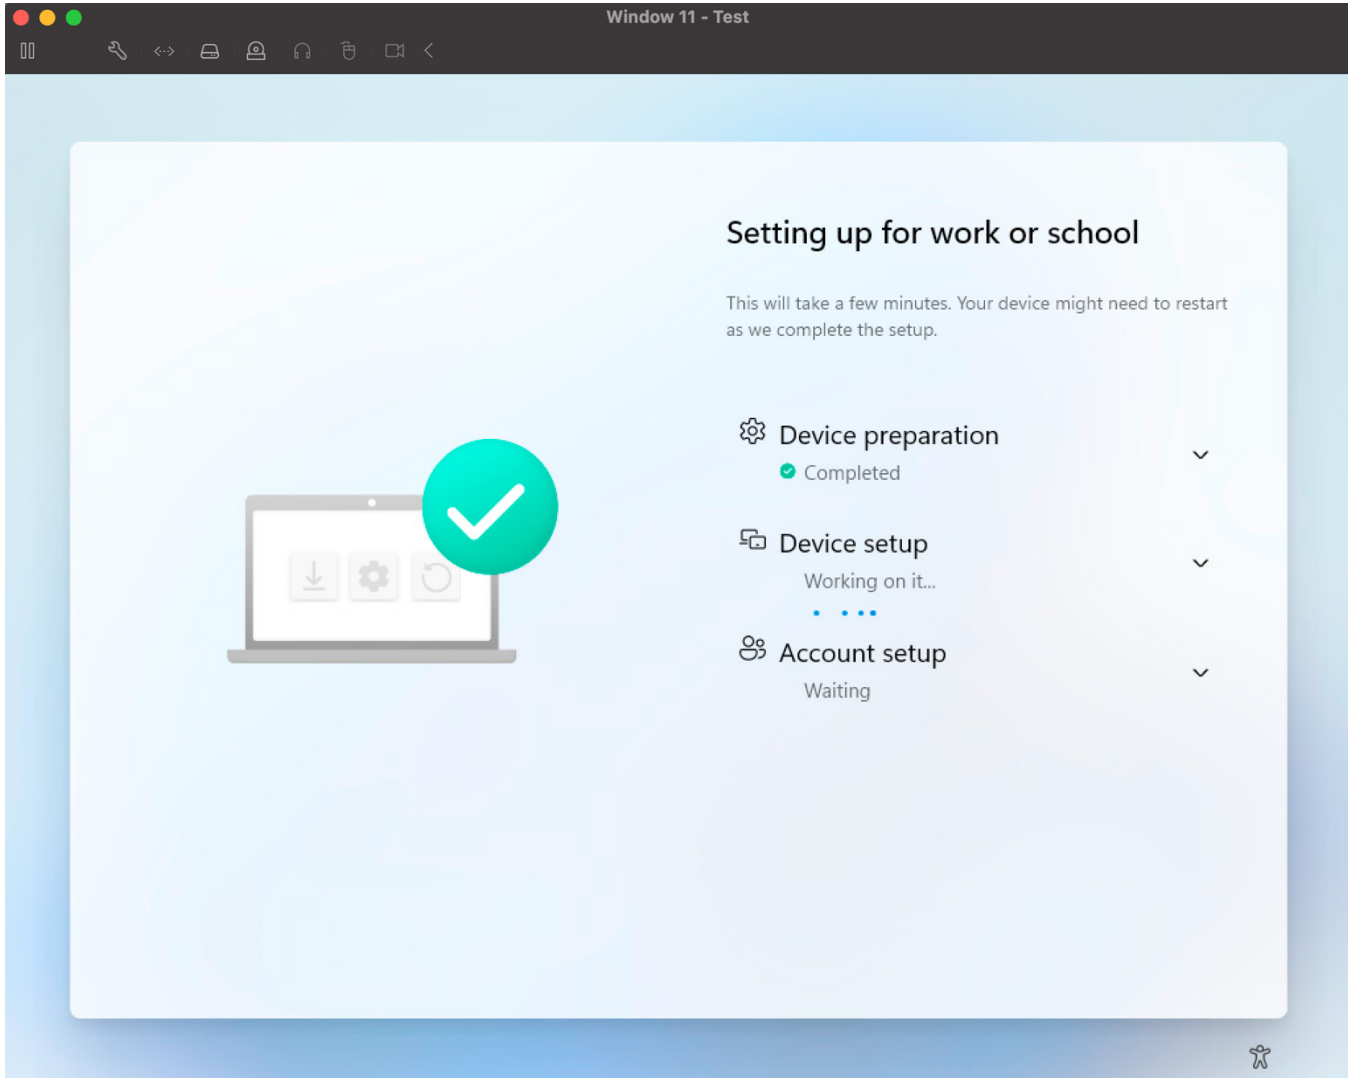 Window 11 - Test
Setting up for work or school
This will take a few minutes. Your device might need to restart
as we complete the setup.
Device preparation
Completed
Device setup
Working on it...
Account setup
Waiting